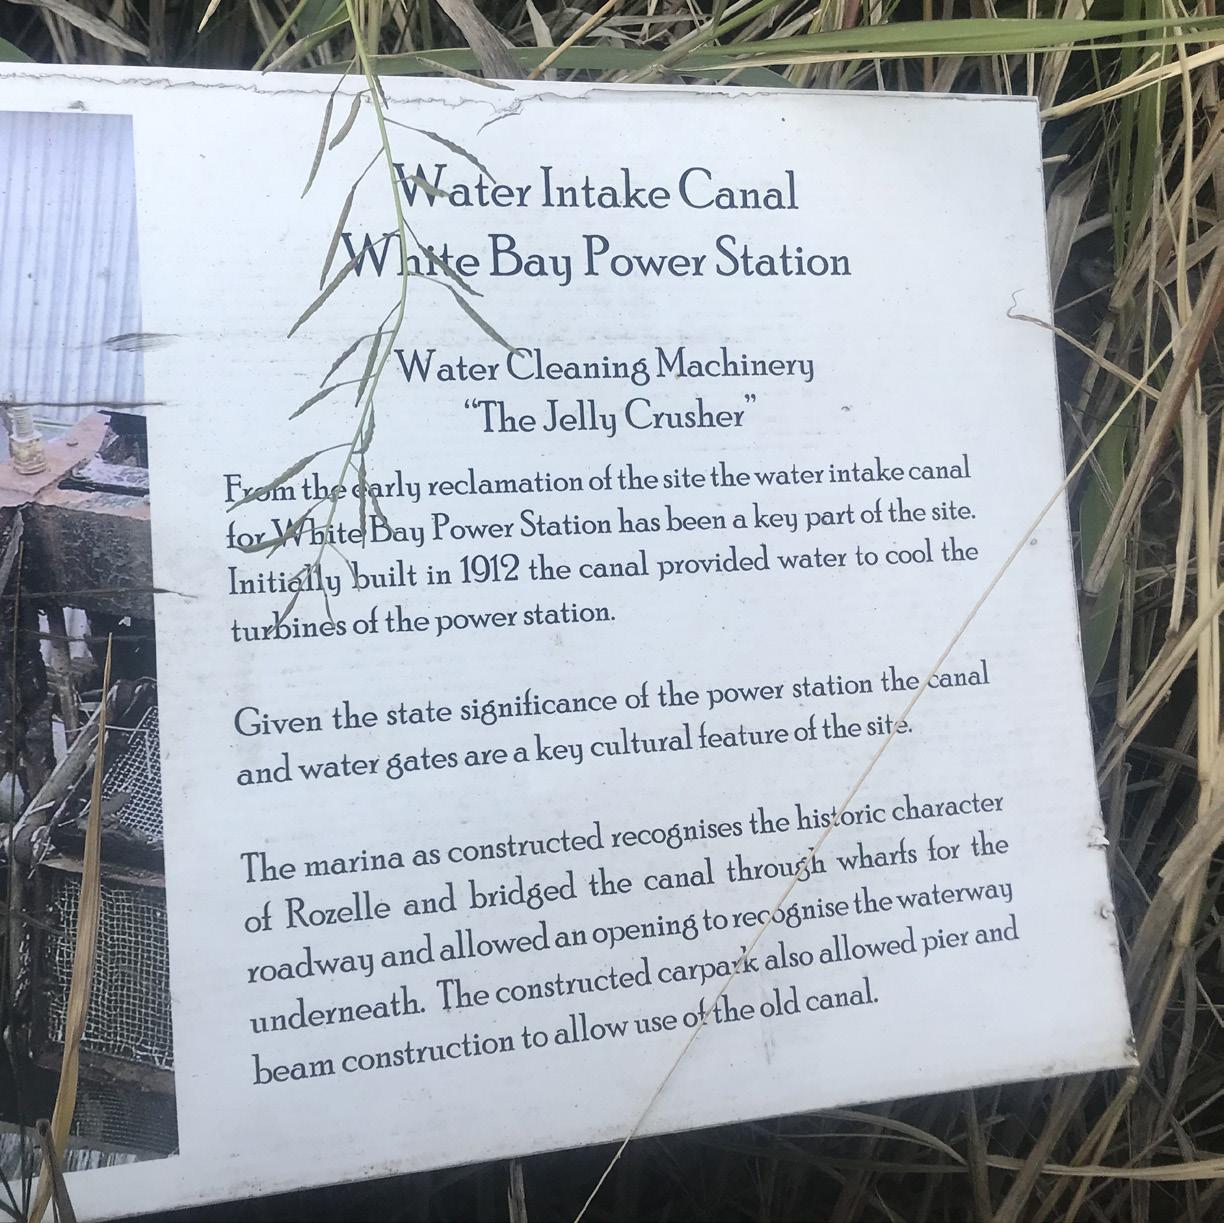 Water Intake Canal
White Bay Power Station
Water Cleaning Machinery
“The Jelly Crusher”
From the early reclamation of the site the water intake canal
for White Bay Power Station has been a key part of the site.
Initially built in 1912 the canal provided water to cool the
turbines of the power station.
Given the state significance of the power station the canal
and water gates are a key cultural feature of the site.
The marina as constructed recognises the historic character
of Rozelle and bridged the canal through wharfs for the
roadway and allowed an opening to recognise the waterway
underneath. The constructed carpark also allowed pier and
beam construction to allow use of the old canal.